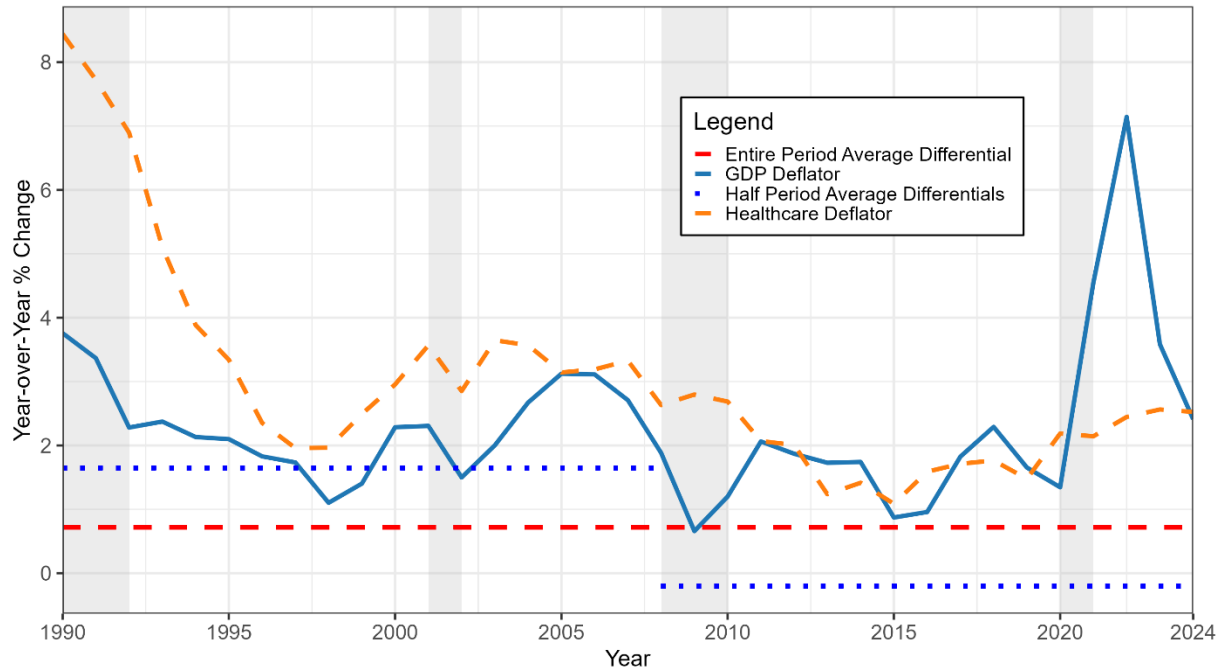 8
6
4
2
0
Year-over-Year % Change
Legend
Entire Period Average Differential
GDP Deflator
Half Period Average Differentials
Healthcare Deflator
1990 1995 2000 2005 2010 2015 2020 2024
Year